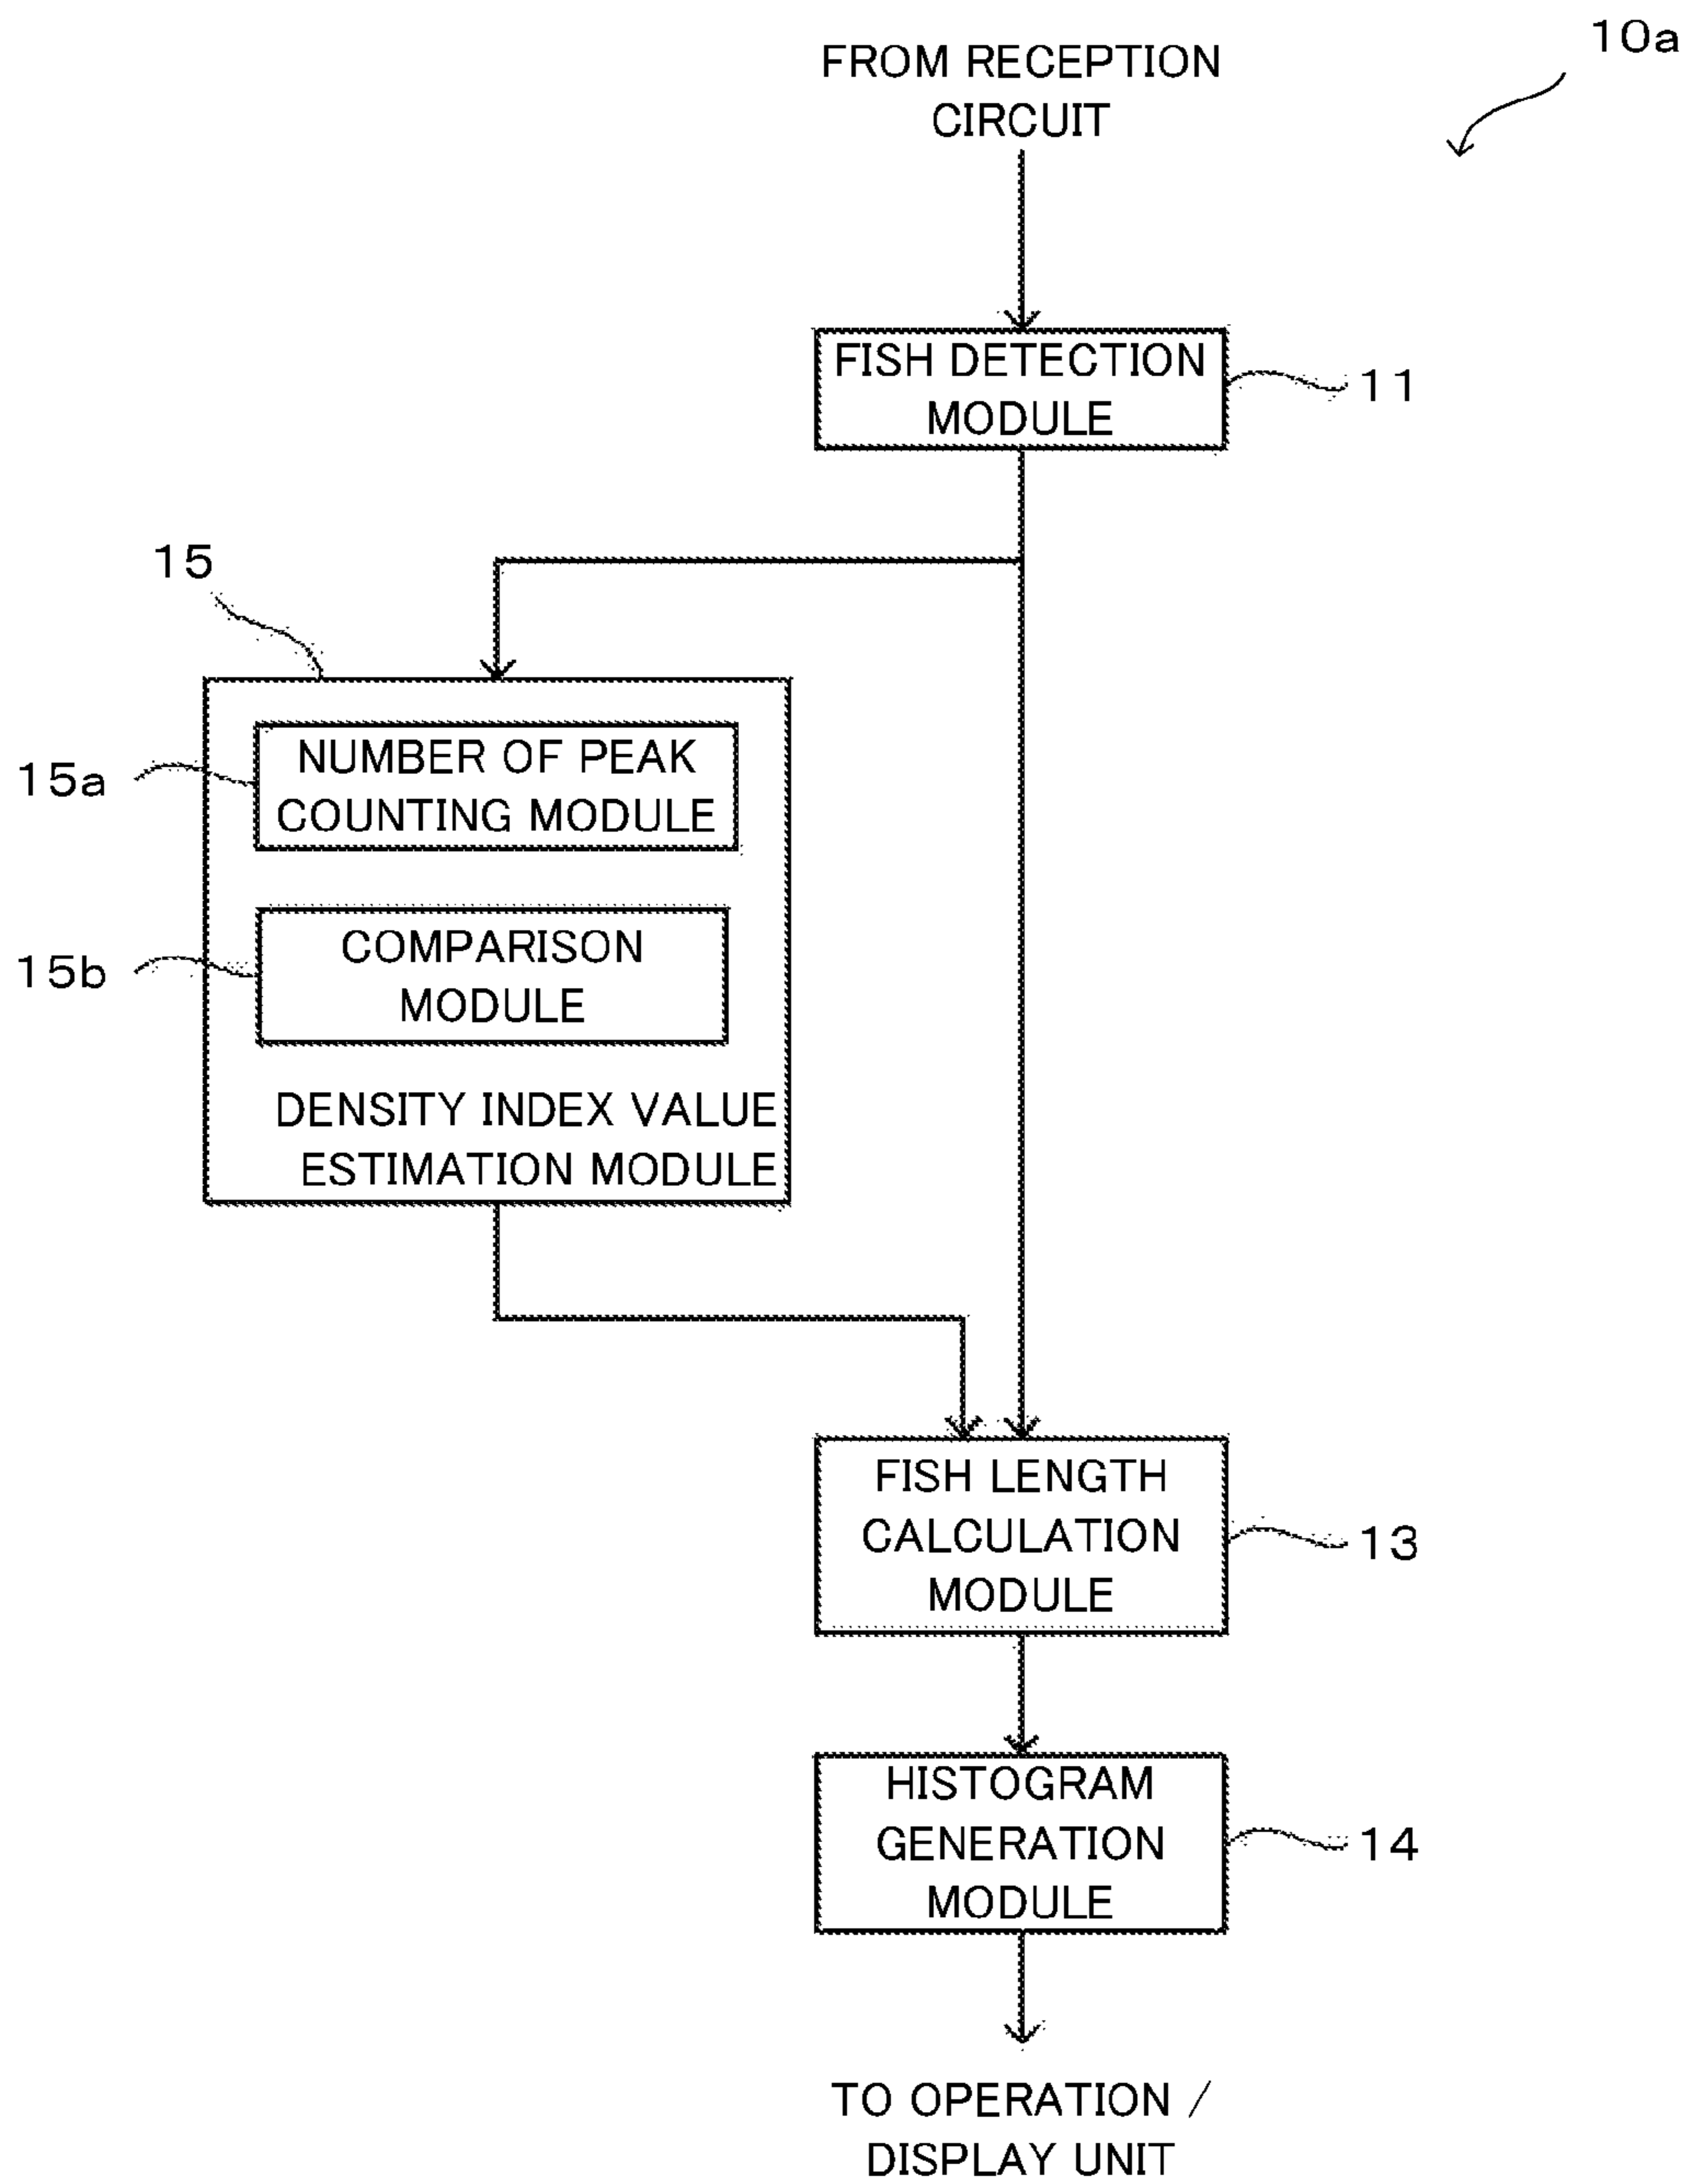 10a
FROM RECEPTION
CIRCUIT
FISH DETECTION
MODULE
11
15
NUMBER OF PEAK
COUNTING MODULE
15a
COMPARISON
MODULE
15b
DENSITY INDEX VALUE
ESTIMATION MODULE
FISH LENGTH
CALCULATION
MODULE
13
HISTOGRAM
GENERATION
MODULE
14
TO OPERATION /
DISPLAY UNIT